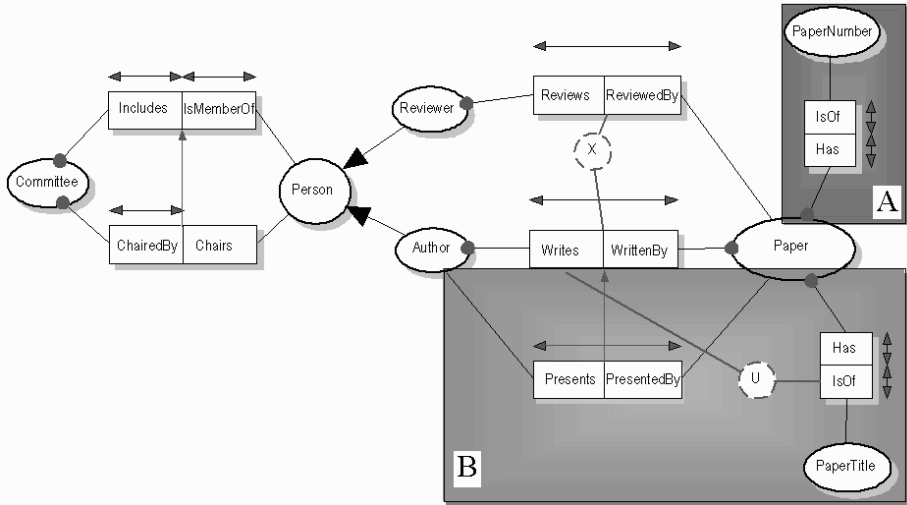 PaperNumber
IsOf
Has
A
Includes IsMemberOf
Reviews ReviewedBy
Reviewer
X
Committee
Person
ChairedBy Chairs
Author
Writes WrittenBy
Paper
Presents PresentedBy
U
Has
IsOf
B
PaperTitle